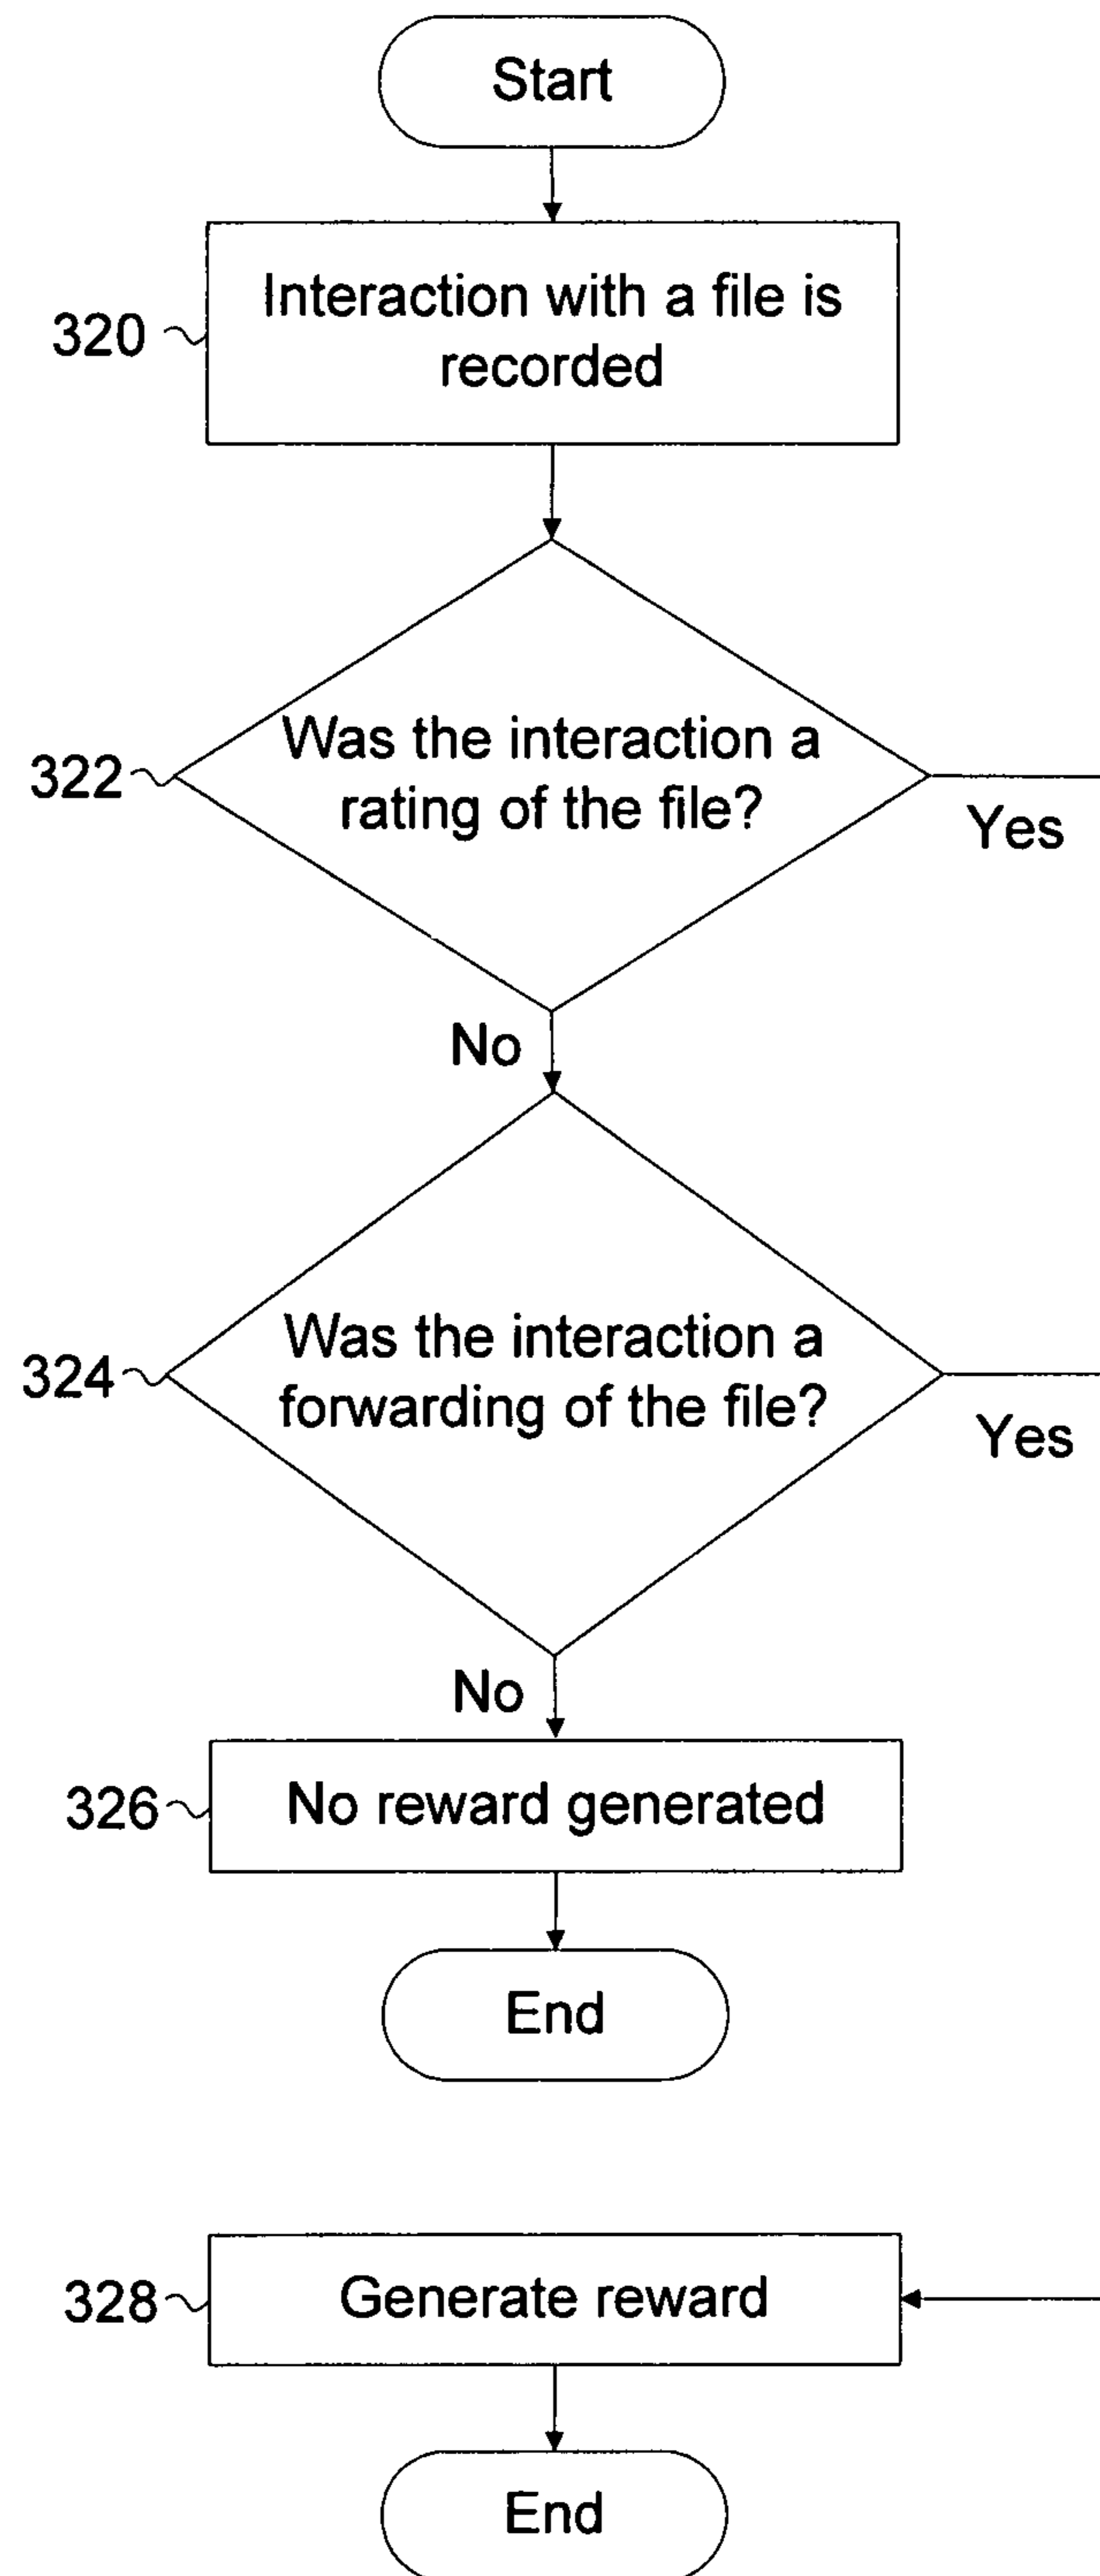 Start
320
Interaction with a file is
recorded
322
Was the interaction a
rating of the file?
Yes
No
324
Was the interaction a
forwarding of the file?
Yes
No
326
No reward generated
End
328
Generate reward
End